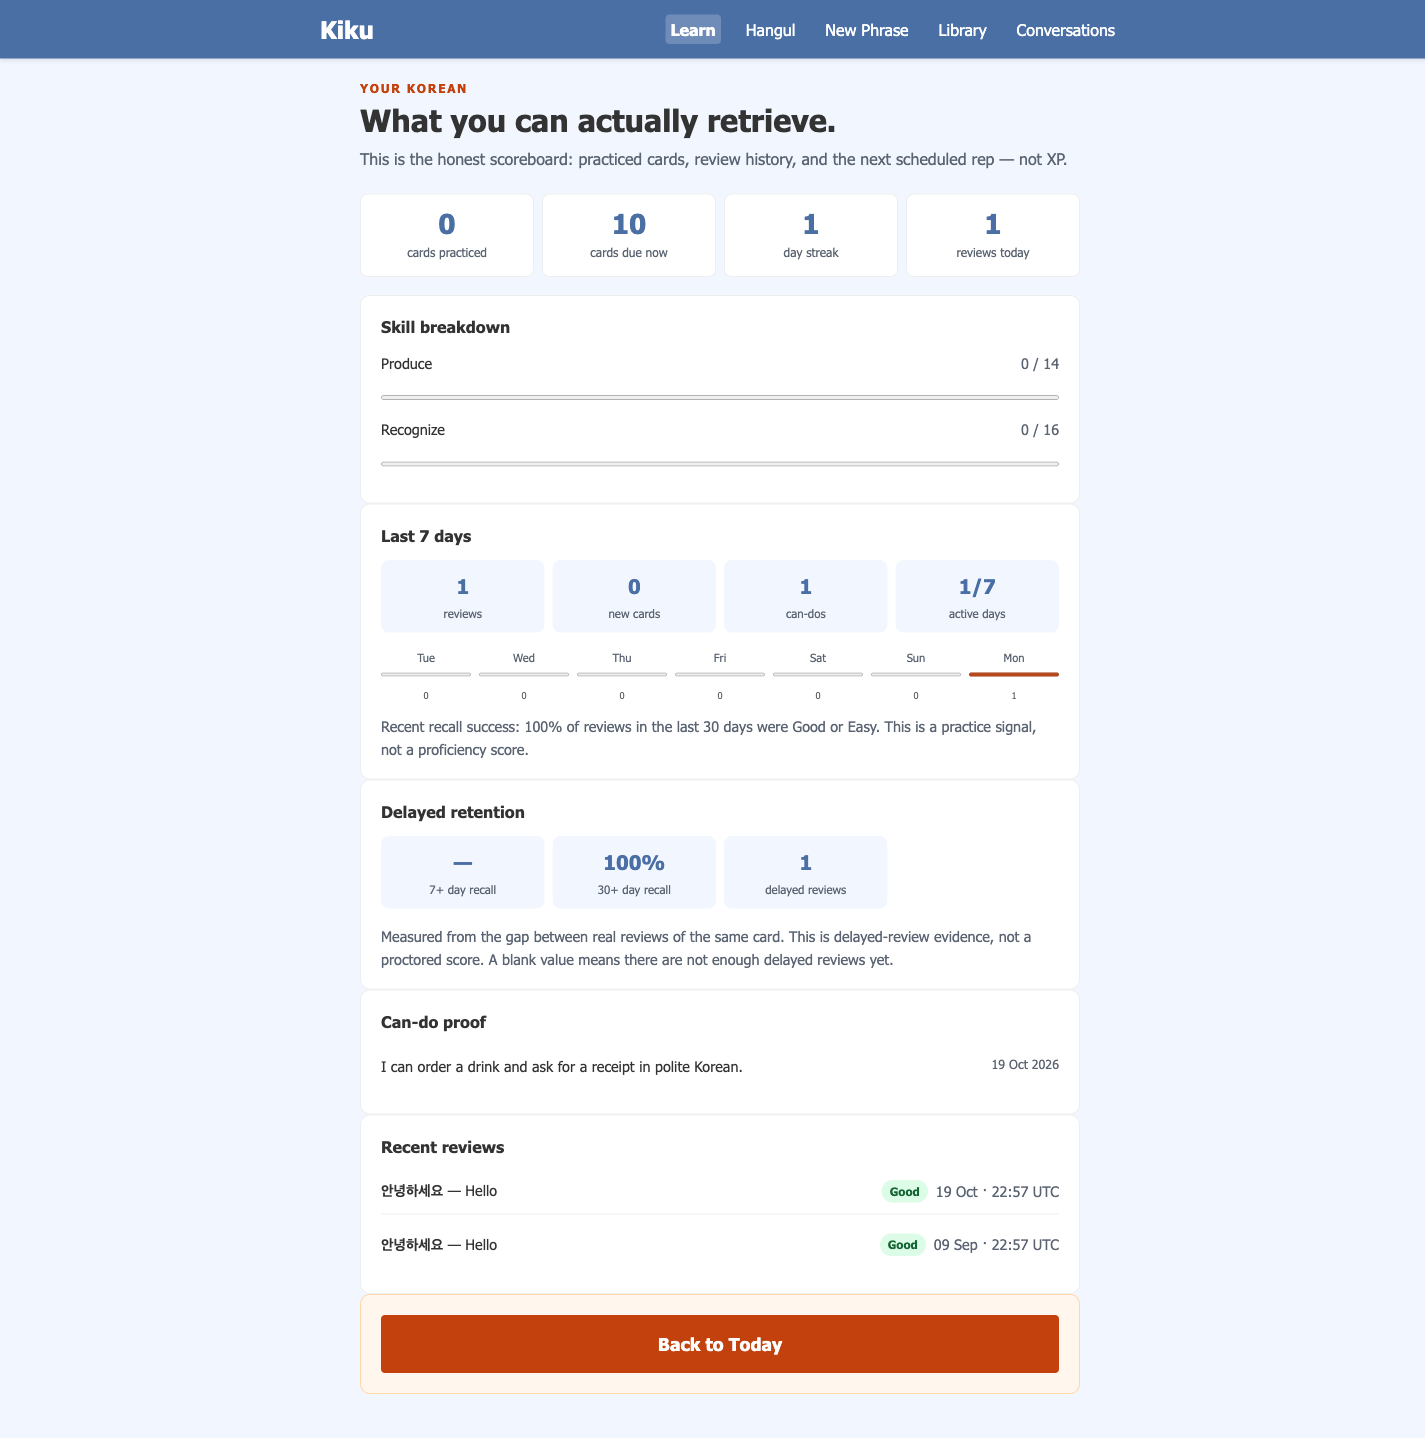 Kiku
Learn
Hangul
New Phrase
Library
Conversations
YOUR KOREAN
What you can actually retrieve.
This is the honest scoreboard: practiced cards, review history, and the next scheduled rep — not XP.
0
cards practiced
10
cards due now
1
day streak
1
reviews today
Skill breakdown
Produce 0 / 14
Recognize 0 / 16
Last 7 days
1
reviews
0
new cards
1
can-dos
1/7
active days
Tue Wed Thu Fri Sat Sun Mon
0 0 0 0 0 0 1
Recent recall success: 100% of reviews in the last 30 days were Good or Easy. This is a practice signal,
not a proficiency score.
Delayed retention
—
7+ day recall
100%
30+ day recall
1
delayed reviews
Measured from the gap between real reviews of the same card. This is delayed-review evidence, not a
proctored score. A blank value means there are not enough delayed reviews yet.
Can-do proof
I can order a drink and ask for a receipt in polite Korean. 19 Oct 2026
Recent reviews
안녕하세요 — Hello Good 19 Oct · 22:57 UTC
안녕하세요 — Hello Good 09 Sep · 22:57 UTC
Back to Today